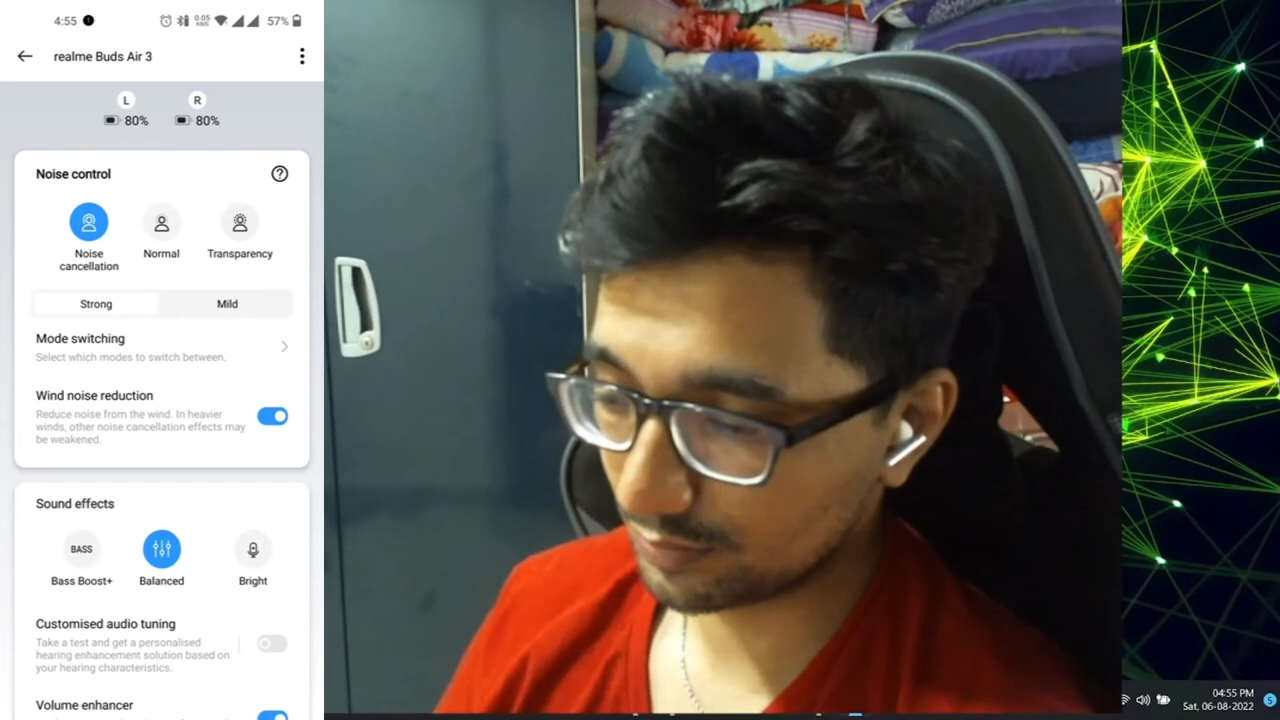 4:55
0.05
KB/S
57%
realme Buds Air 3
L R
80% 80%
Noise control
Noise cancellation
Normal
Transparency
Strong Mild
Mode switching
Select which modes to switch between.
Wind noise reduction
Reduce noise from the wind. In heavier
winds, other noise cancellation effects may
be weakened.
Sound effects
BASS
Bass Boost+ Balanced Bright
Customised audio tuning
Take a test and get a personalised
hearing enhancement solution based on
your hearing characteristics.
Volume enhancer
04:55 PM
Sat, 06-08-2022